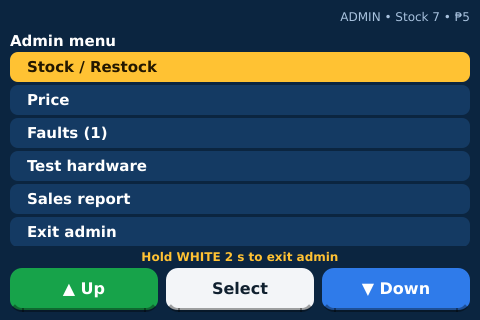 ADMIN • Stock 7 • ₱5
Admin menu
Stock / Restock
Price
Faults (1)
Test hardware
Sales report
Exit admin
Hold WHITE 2 s to exit admin
▲ Up
Select
▼ Down